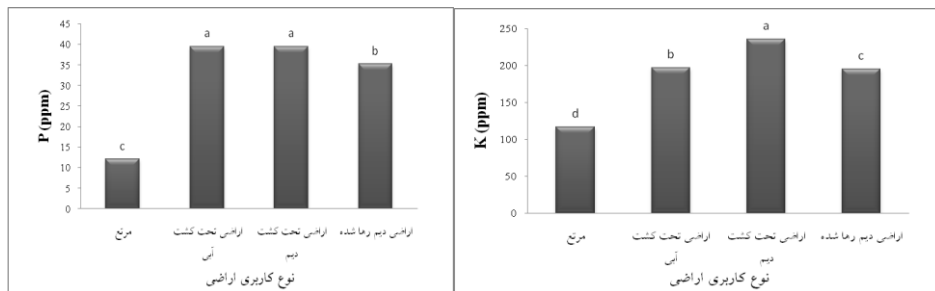 P (ppm)
45
40
35
30
25
20
15
10
5
0
c
a
a
b
مرتع
اراضی تحت کشت
آبی
اراضی تحت کشت
دیم
اراضی دیم رها شده
نوع کاربری اراضی
K (ppm)
250
200
150
100
50
0
d
b
a
c
مرتع
اراضی تحت کشت
آبی
اراضی تحت کشت
دیم
اراضی دیم رها شده
نوع کاربری اراضی